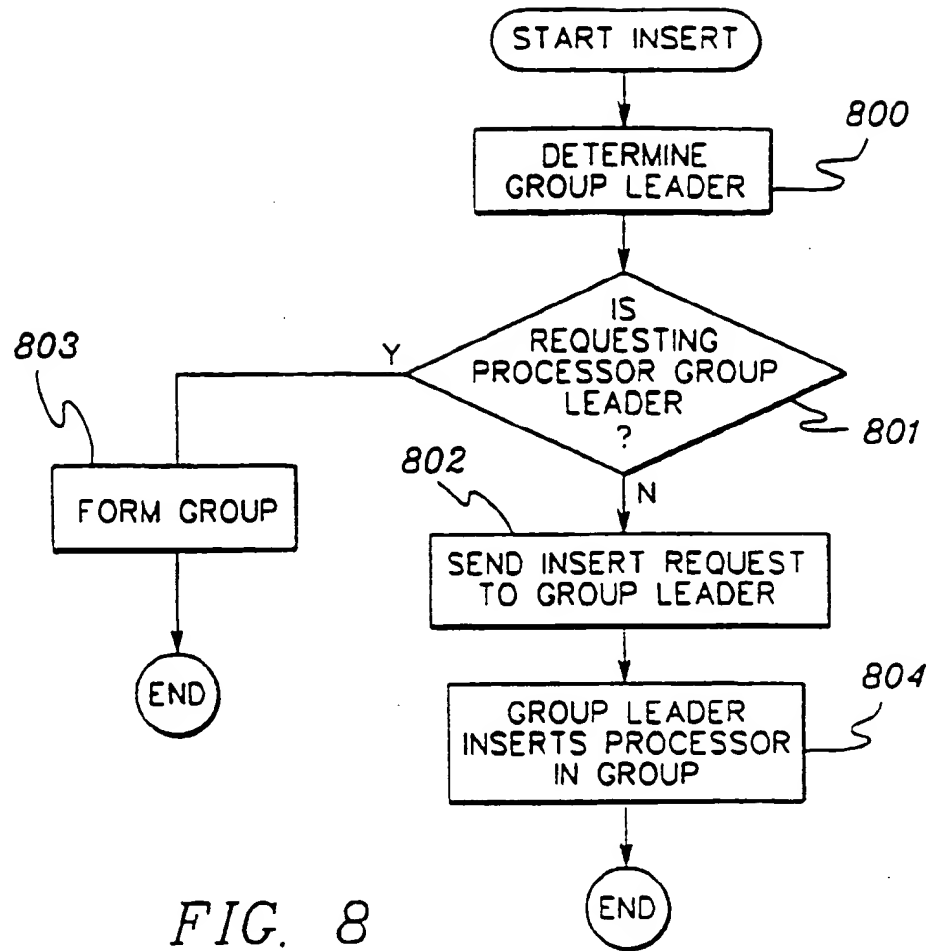 START INSERT
800
DETERMINE
GROUP LEADER
IS
REQUESTING
PROCESSOR GROUP
LEADER
?
801
Y
803
FORM GROUP
END
N
802
SEND INSERT REQUEST
TO GROUP LEADER
804
GROUP LEADER
INSERTS PROCESSOR
IN GROUP
END
FIG. 8